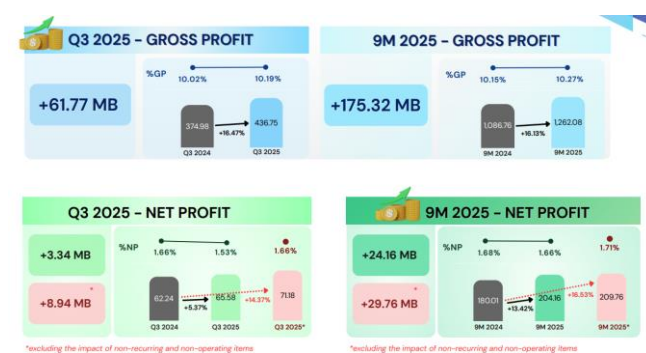 Q3 2025 - GROSS PROFIT
+61.77 MB
%GP
10.02%
10.19%
374.98
+16.47%
436.75
Q3 2024
Q3 2025
9M 2025 - GROSS PROFIT
+175.32 MB
%GP
10.15%
10.27%
1,086.76
+16.13%
1,262.08
9M 2024
9M 2025
Q3 2025 - NET PROFIT
+3.34 MB
+8.94 MB*
%NP
1.66%
1.53%
1.66%
62.24
+5.37%
65.58
+14.37%
71.18
Q3 2024
Q3 2025
Q3 2025*
*excluding the impact of non-recurring and non-operating items
9M 2025 - NET PROFIT
+24.16 MB
+29.76 MB*
%NP
1.68%
1.66%
1.71%
180.01
+13.42%
204.16
+16.53%
209.76
9M 2024
9M 2025
9M 2025*
*excluding the impact of non-recurring and non-operating items